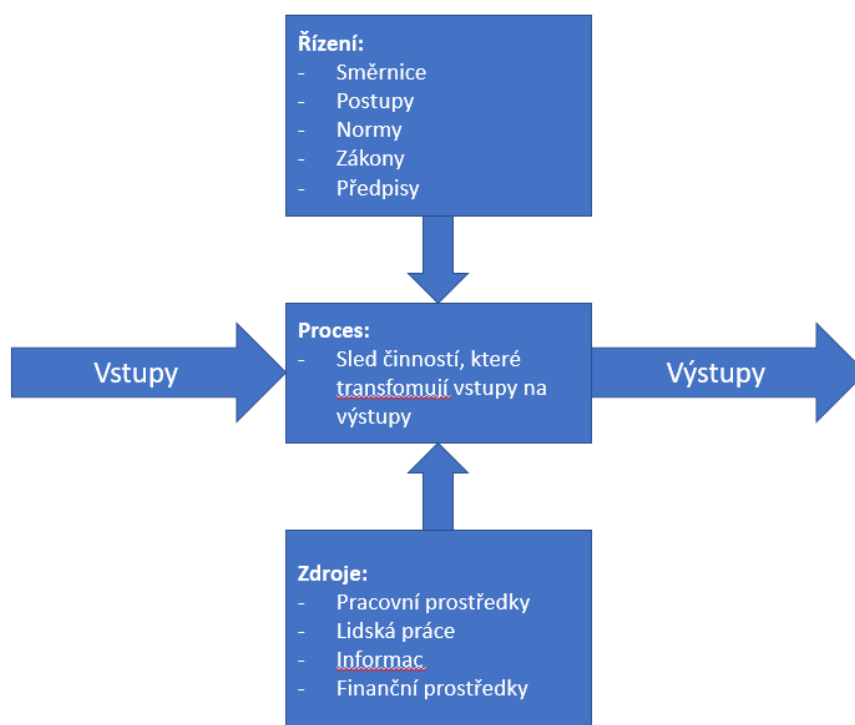 Řízení:
- Směrnice
- Postupy
- Normy
- Zákony
- Předpisy
Vstupy
Proces:
- Sled činností, které
transfomují vstupy na
výstupy
Výstupy
Zdroje:
- Pracovní prostředky
- Lidská práce
- Informac
- Finanční prostředky